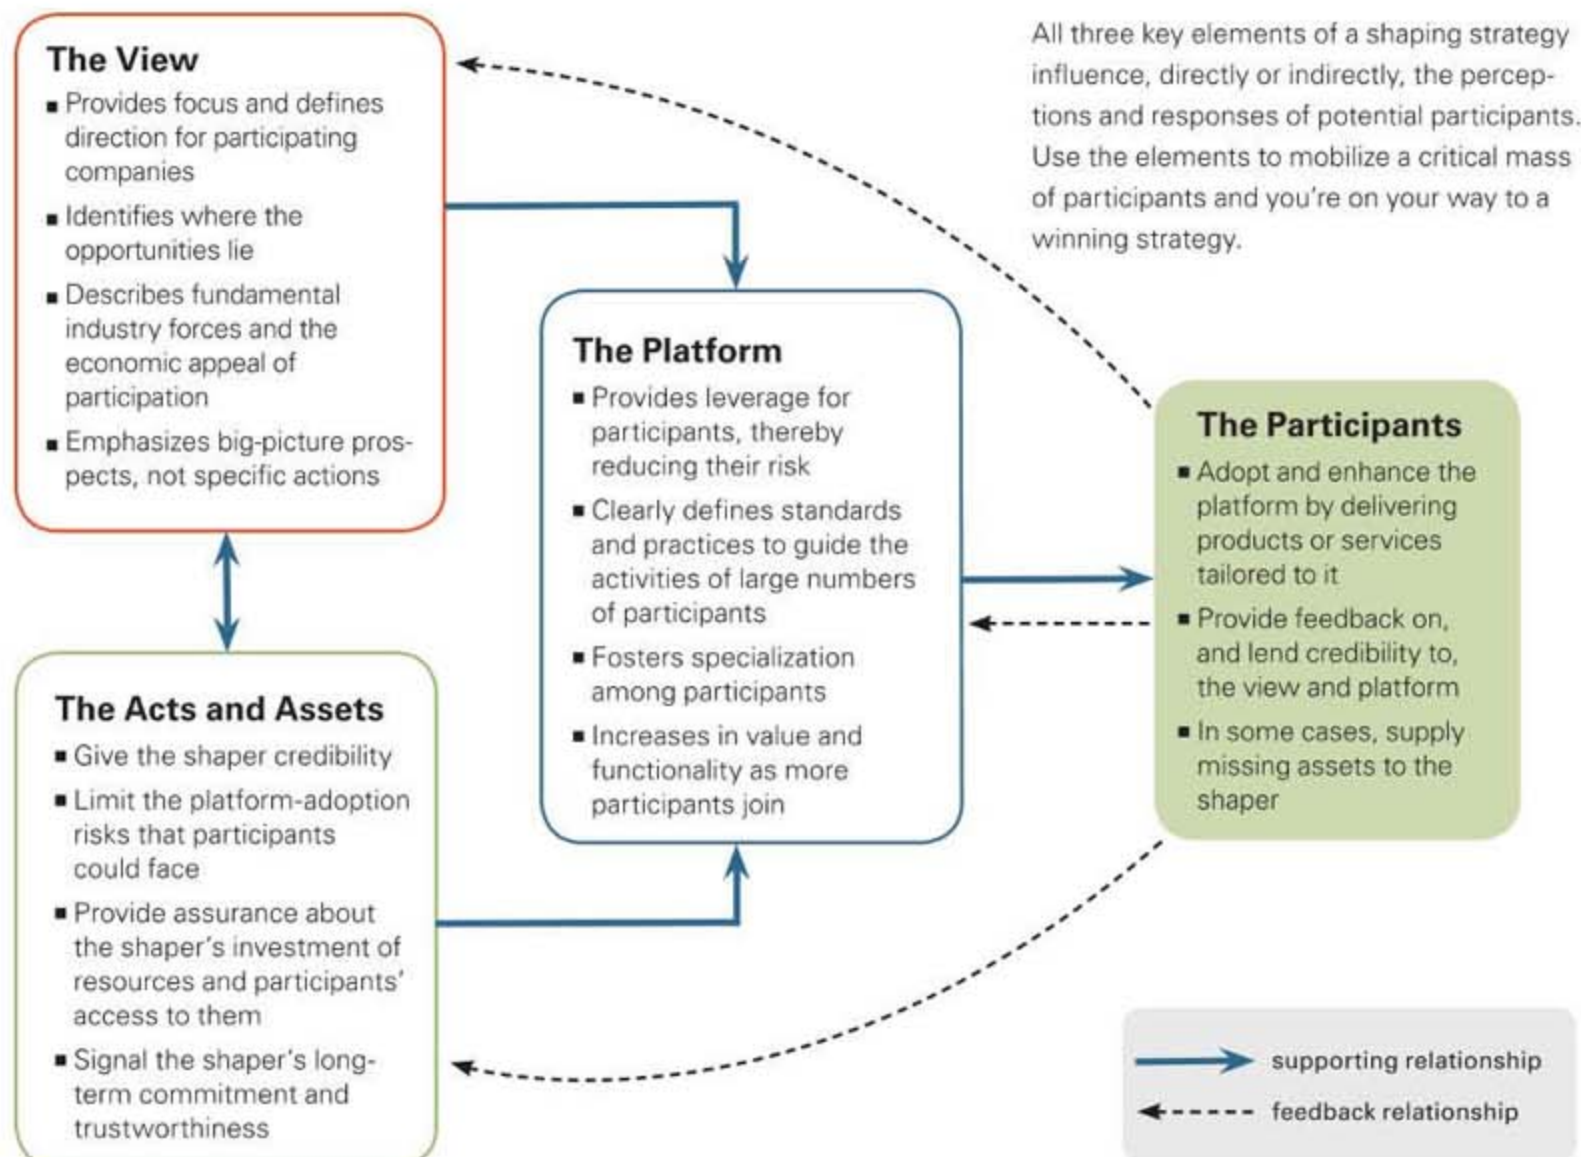 The View
▪ Provides focus and defines
direction for participating
companies
▪ Identifies where the
opportunities lie
▪ Describes fundamental
industry forces and the
economic appeal of
participation
▪ Emphasizes big-picture pros-
pects, not specific actions
All three key elements of a shaping strategy
influence, directly or indirectly, the percep-
tions and responses of potential participants.
Use the elements to mobilize a critical mass
of participants and you're on your way to a
winning strategy.
The Platform
▪ Provides leverage for
participants, thereby
reducing their risk
▪ Clearly defines standards
and practices to guide the
activities of large numbers
of participants
▪ Fosters specialization
among participants
▪ Increases in value and
functionality as more
participants join
The Participants
▪ Adopt and enhance the
platform by delivering
products or services
tailored to it
▪ Provide feedback on,
and lend credibility to,
the view and platform
▪ In some cases, supply
missing assets to the
shaper
The Acts and Assets
▪ Give the shaper credibility
▪ Limit the platform-adoption
risks that participants
could face
▪ Provide assurance about
the shaper's investment of
resources and participants'
access to them
▪ Signal the shaper's long-
term commitment and
trustworthiness
supporting relationship
feedback relationship